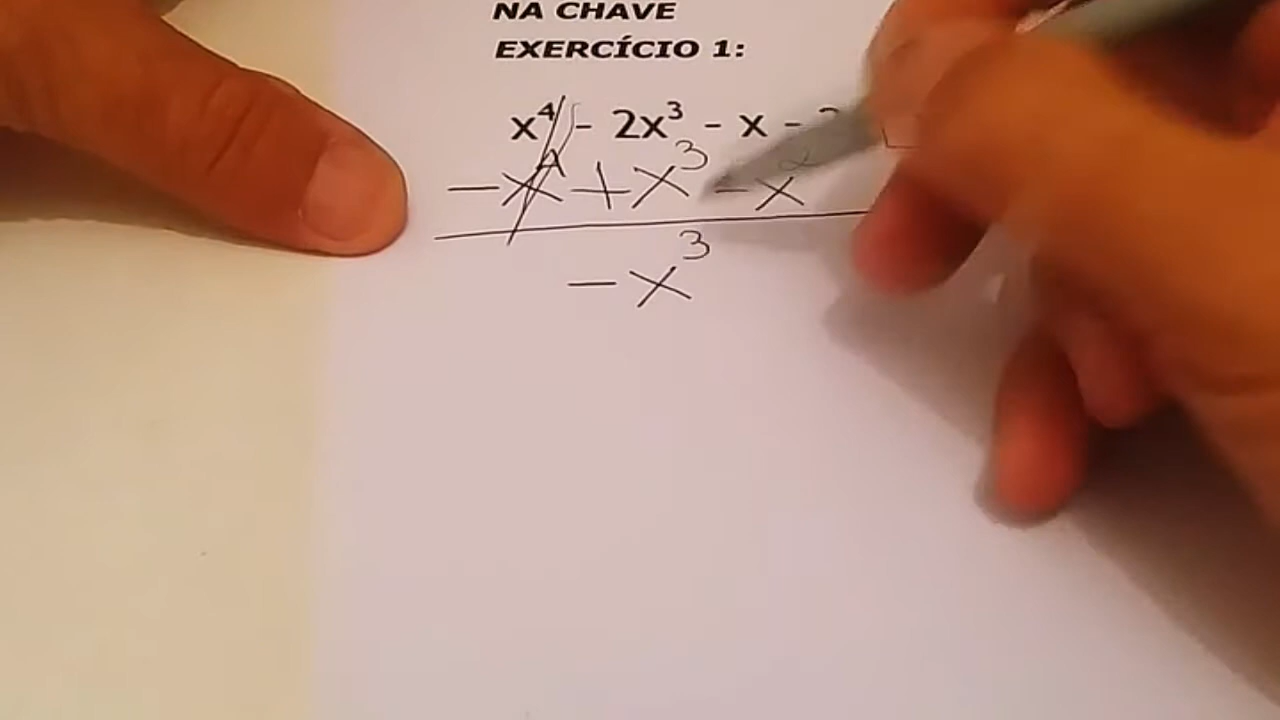 NA CHAVE
EXERCÍCIO 1:
x⁴ - 2x³ - x -
-x⁴ + x³ - x²
-x³